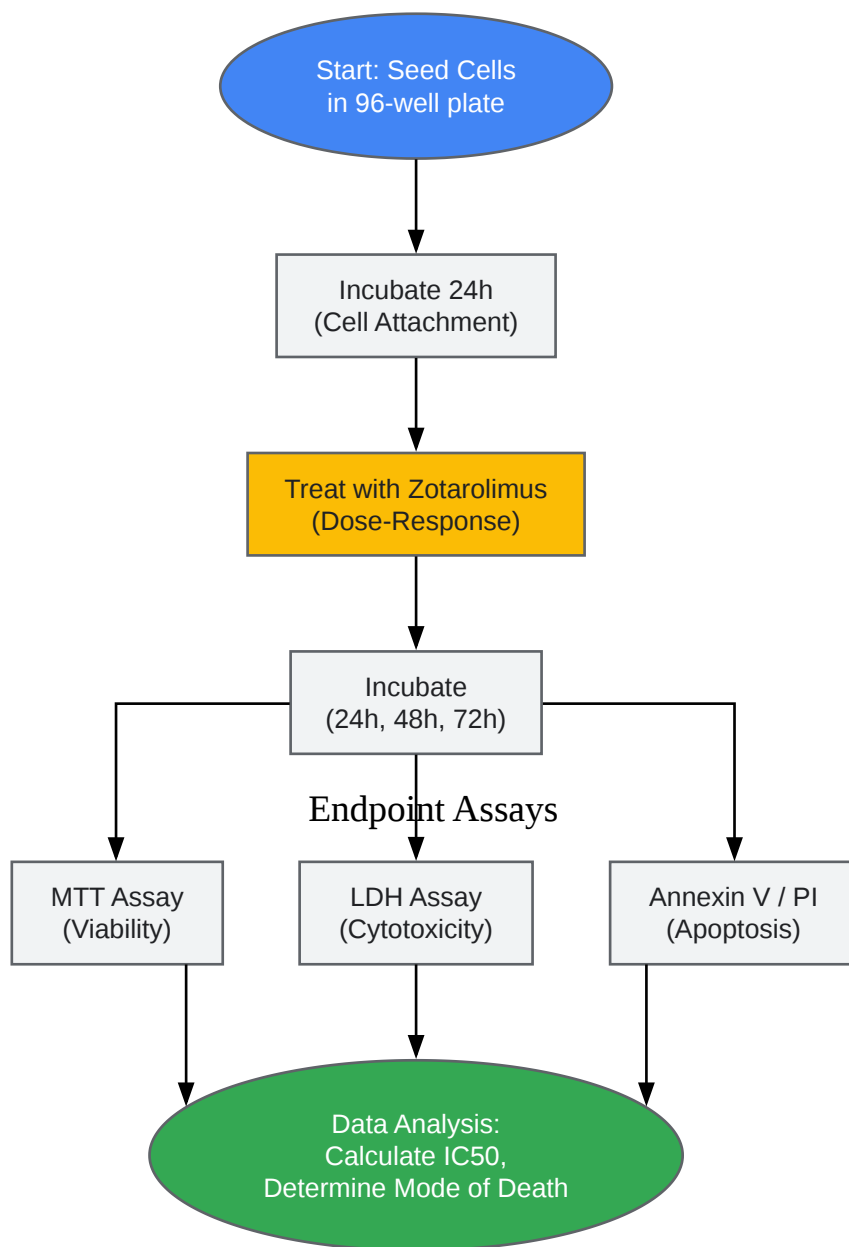 Start: Seed Cells
in 96-well plate
Incubate 24h
(Cell Attachment)
Treat with Zotarolimus
(Dose-Response)
Incubate
(24h, 48h, 72h)
Endpoint Assays
MTT Assay
(Viability)
LDH Assay
(Cytotoxicity)
Annexin V / PI
(Apoptosis)
Data Analysis:
Calculate IC50,
Determine Mode of Death